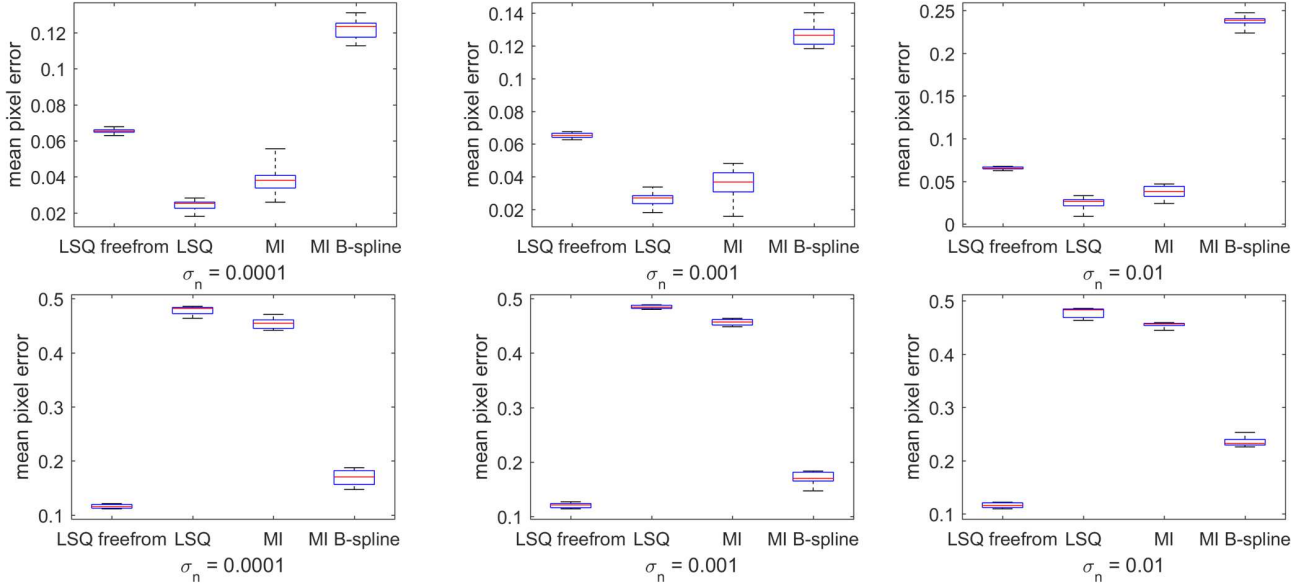 mean pixel error
0.12
0.1
0.08
0.06
0.04
0.02
LSQ freefrom LSQ MI MI B-spline
σn = 0.0001
mean pixel error
0.14
0.12
0.1
0.08
0.06
0.04
0.02
LSQ freefrom LSQ MI MI B-spline
σn = 0.001
mean pixel error
0.25
0.2
0.15
0.1
0.05
0
LSQ freefrom LSQ MI MI B-spline
σn = 0.01
mean pixel error
0.5
0.4
0.3
0.2
0.1
LSQ freefrom LSQ MI MI B-spline
σn = 0.0001
mean pixel error
0.5
0.4
0.3
0.2
0.1
LSQ freefrom LSQ MI MI B-spline
σn = 0.001
mean pixel error
0.5
0.4
0.3
0.2
0.1
LSQ freefrom LSQ MI MI B-spline
σn = 0.01